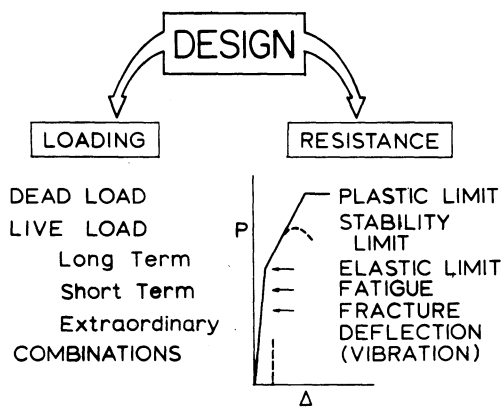 DESIGN
LOADING
RESISTANCE
DEAD LOAD
LIVE LOAD
Long Term
Short Term
Extraordinary
COMBINATIONS
P
Δ
PLASTIC LIMIT
STABILITY
LIMIT
ELASTIC LIMIT
FATIGUE
FRACTURE
DEFLECTION
(VIBRATION)